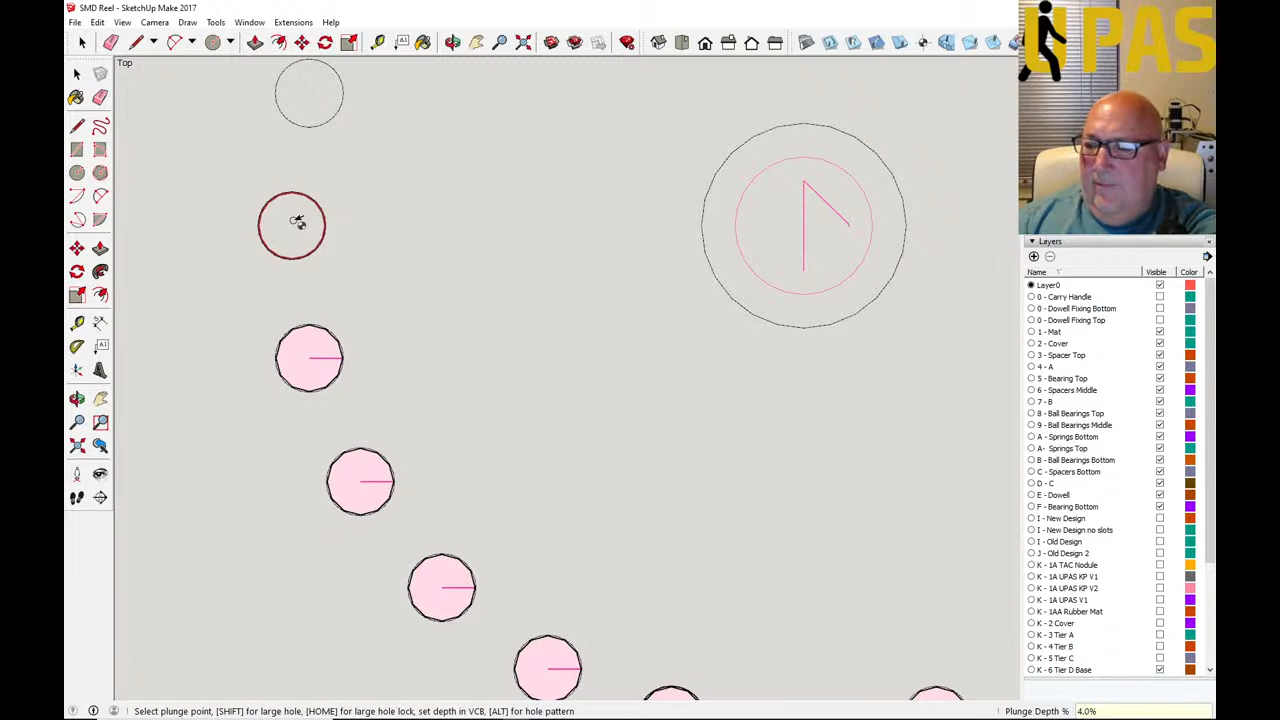 SMD Reel - SketchUp Make 2017
File Edit View Camera Draw Tools Window Extensions Help
Top
UPAS
Layers
Name Visible Color
Layer0
0 - Carry Handle
0 - Dowell Fixing Bottom
0 - Dowell Fixing Top
1 - Mat
2 - Cover
3 - Spacer Top
4 - A
5 - Bearing Top
6 - Spacers Middle
7 - B
8 - Ball Bearings Top
9 - Ball Bearings Middle
A - Springs Bottom
A- Springs Top
B - Ball Bearings Bottom
C - Spacers Bottom
D - C
E - Dowell
F - Bearing Bottom
I - New Design
I - New Design no slots
I - Old Design
J - Old Design 2
K - 1A TAC Nodule
K - 1A UPAS KP V1
K - 1A UPAS KP V2
K - 1A UPAS V1
K - 1AA Rubber Mat
K - 2 Cover
K - 3 Tier A
K - 4 Tier B
K - 5 Tier C
K - 6 Tier D Base
Select plunge point, [SHIFT] for large hole, [HOME] for large hole lock, set depth in VCB, [ALT] for hole pattern
Plunge Depth % 4.0%